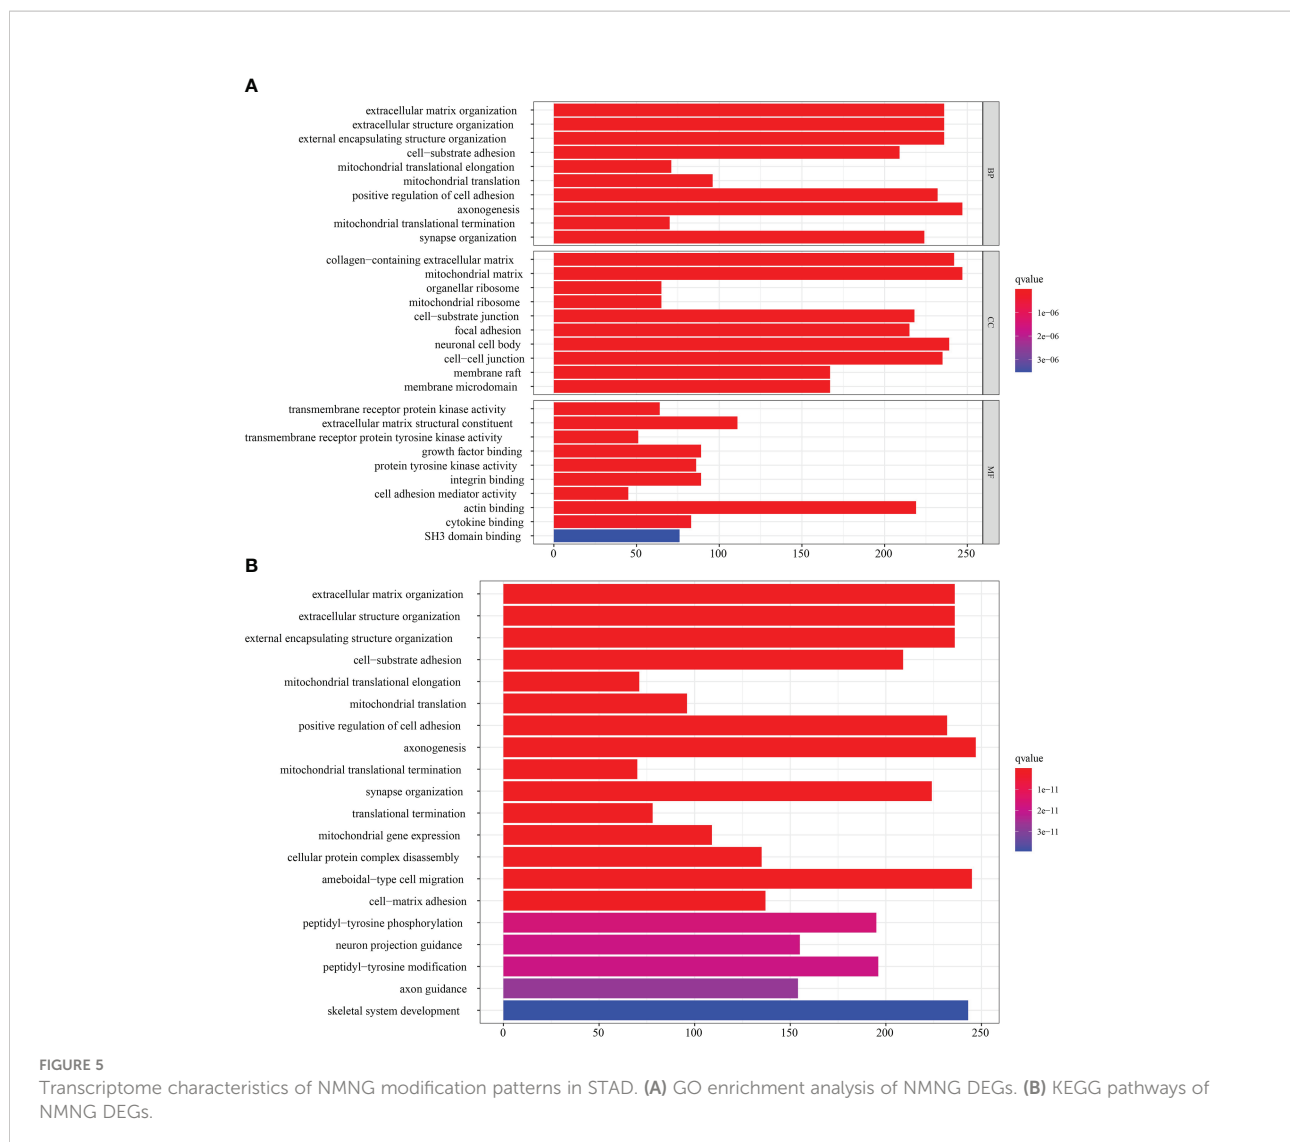 A
extracellular matrix organization
extracellular structure organization
external encapsulating structure organization
cell−substrate adhesion
mitochondrial translational elongation
mitochondrial translation
positive regulation of cell adhesion
axonogenesis
mitochondrial translational termination
synapse organization
BP
collagen−containing extracellular matrix
mitochondrial matrix
organellar ribosome
mitochondrial ribosome
cell−substrate junction
focal adhesion
neuronal cell body
cell−cell junction
membrane raft
membrane microdomain
CC
transmembrane receptor protein kinase activity
extracellular matrix structural constituent
transmembrane receptor protein tyrosine kinase activity
growth factor binding
protein tyrosine kinase activity
integrin binding
cell adhesion mediator activity
actin binding
cytokine binding
SH3 domain binding
MF
0 50 100 150 200 250
qvalue
1e−06
2e−06
3e−06
B
extracellular matrix organization
extracellular structure organization
external encapsulating structure organization
cell−substrate adhesion
mitochondrial translational elongation
mitochondrial translation
positive regulation of cell adhesion
axonogenesis
mitochondrial translational termination
synapse organization
translational termination
mitochondrial gene expression
cellular protein complex disassembly
ameboidal−type cell migration
cell−matrix adhesion
peptidyl−tyrosine phosphorylation
neuron projection guidance
peptidyl−tyrosine modification
axon guidance
skeletal system development
0 50 100 150 200 250
qvalue
1e−11
2e−11
3e−11
FIGURE 5
Transcriptome characteristics of NMNG modification patterns in STAD. (A) GO enrichment analysis of NMNG DEGs. (B) KEGG pathways of
NMNG DEGs.